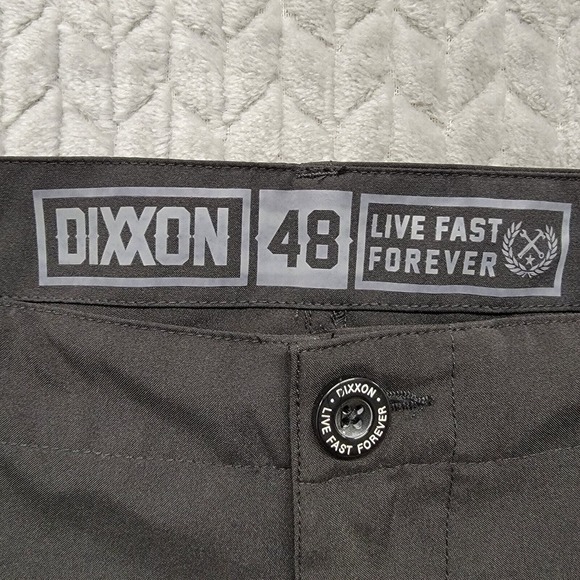 DIXXON
48
LIVE FAST
FOREVER
· DIXXON ·
LIVE FAST FOREVER